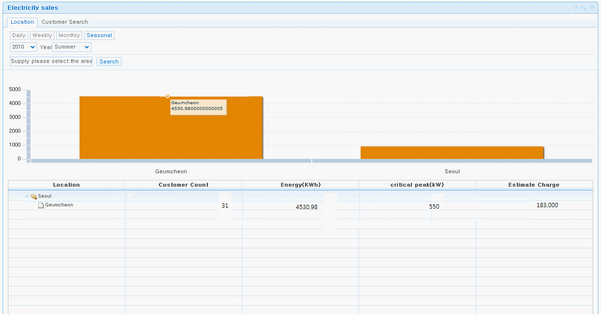 Electricity sales
Location Customer Search
Daily Weekly Monthly Seasonal
2010 Year Summer
Supply please select the area Search
5000
4000
3000
2000
1000
0
Geumcheon
4530.9800000000005
Geumcheon Seoul
Location Customer Count Energy(KWh) critical peak(kW) Estimate Charge
Seoul
Geumcheon 31 4530.98 550 183,000